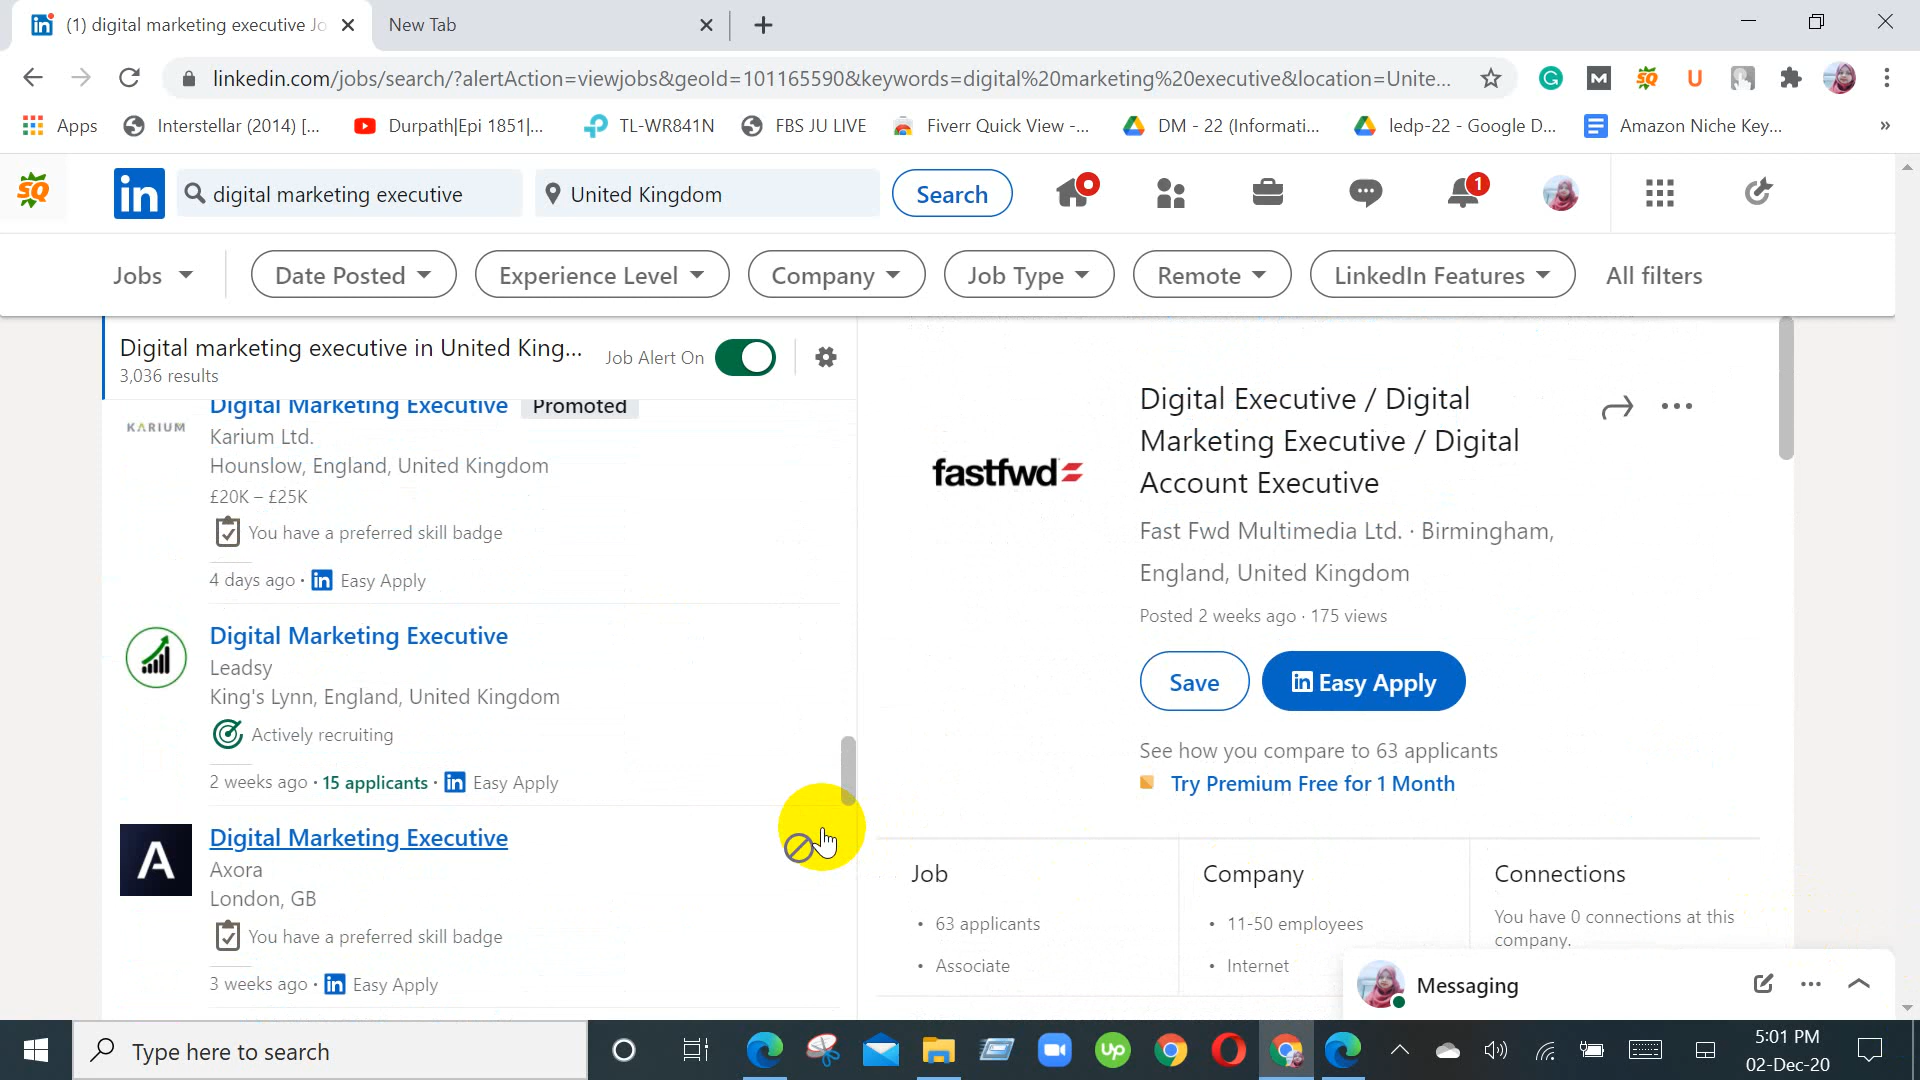 (1) digital marketing executive Jo
New Tab
linkedin.com/jobs/search/?alertAction=viewjobs&geoId=101165590&keywords=digital%20marketing%20executive&location=Unite...
Apps
Interstellar (2014) [...
Durpath|Epi 1851|...
TL-WR841N
FBS JU LIVE
Fiverr Quick View -...
DM - 22 (Informati...
ledp-22 - Google D...
Amazon Niche Key...
»
SQ
in
digital marketing executive
United Kingdom
Search
1
Jobs
Date Posted
Experience Level
Company
Job Type
Remote
LinkedIn Features
All filters
Digital marketing executive in United King...
3,036 results
Job Alert On
KARIUM
Digital Marketing Executive
Promoted
Karium Ltd.
Hounslow, England, United Kingdom
£20K – £25K
You have a preferred skill badge
4 days ago · in Easy Apply
Digital Marketing Executive
Leadsy
King's Lynn, England, United Kingdom
Actively recruiting
2 weeks ago · 15 applicants · in Easy Apply
A
Digital Marketing Executive
Axora
London, GB
You have a preferred skill badge
3 weeks ago · in Easy Apply
fastfwd
Digital Executive / Digital
Marketing Executive / Digital
Account Executive
Fast Fwd Multimedia Ltd. · Birmingham,
England, United Kingdom
Posted 2 weeks ago · 175 views
Save
in Easy Apply
See how you compare to 63 applicants
Try Premium Free for 1 Month
Job
• 63 applicants
• Associate
Company
• 11-50 employees
• Internet
Connections
You have 0 connections at this
company.
Messaging
Type here to search
up
5:01 PM
02-Dec-20